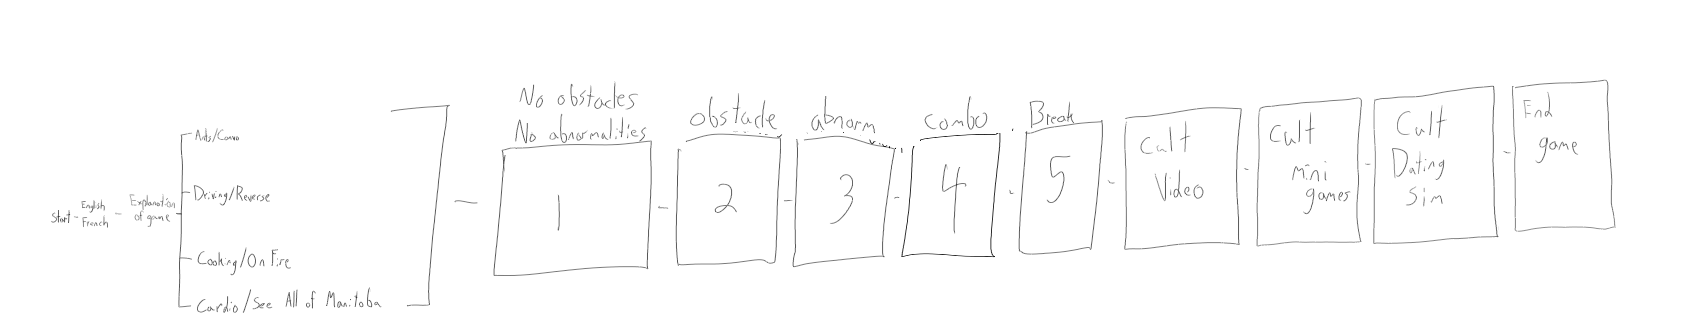 Start - English French - Explanation of game
Arts/Convo
Driving/Reverse
Cooking/On Fire
Cardio/See All of Manitoba
No obstacles
No abnormalities
1
obstacle
2
abnorm
3
combo
4
Break
5
Cult
Video
Cult
mini
games
Cult
Dating
Sim
End
game